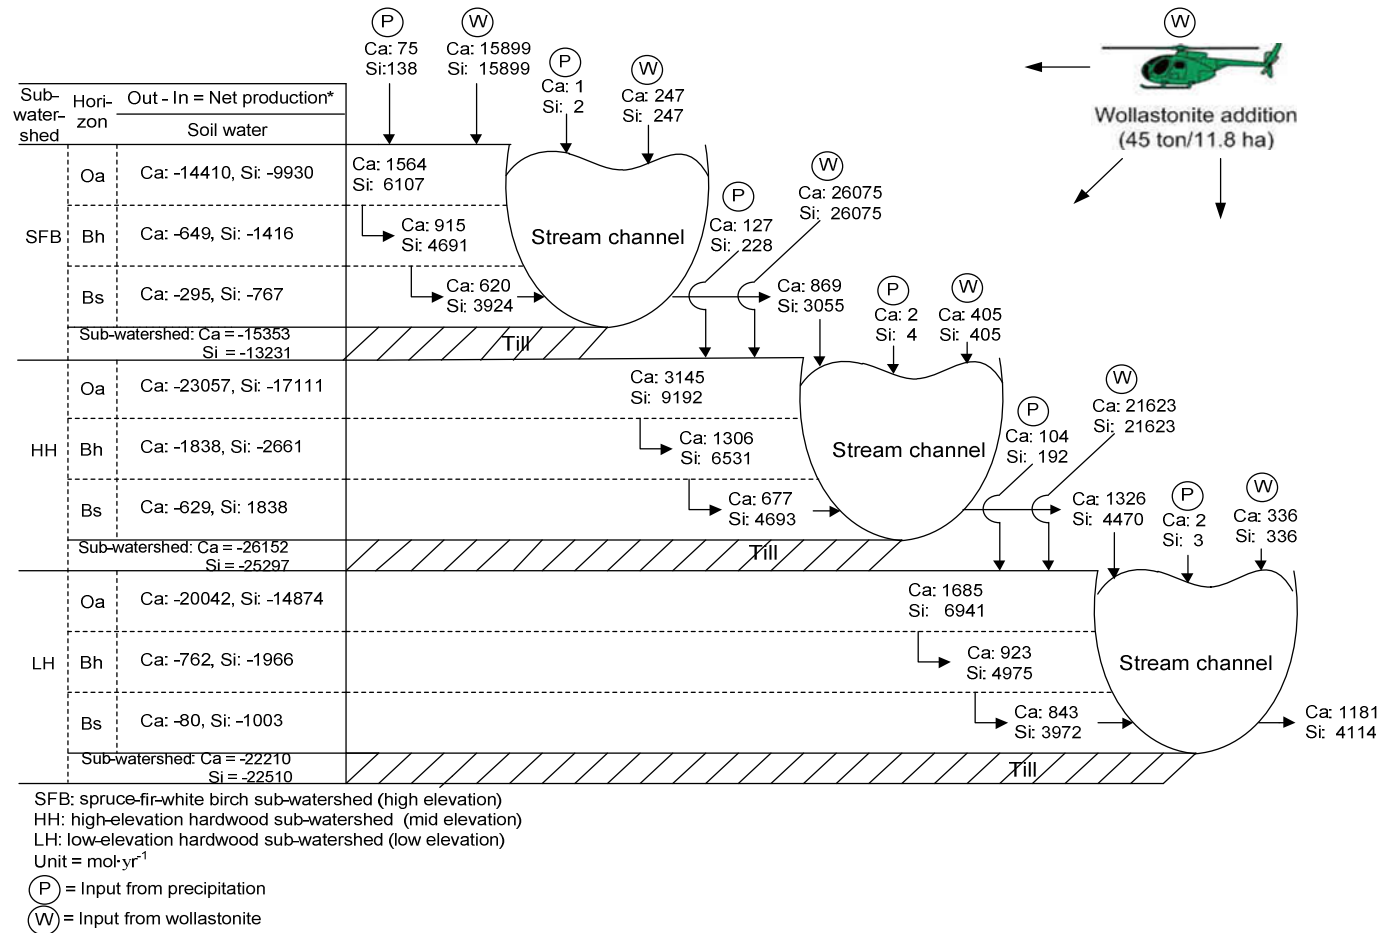 P
W
Ca: 75
Si:138
Ca: 15899
Si: 15899
P
Ca: 1
Si: 2
W
Ca: 247
Si: 247
W
Wollastonite addition
(45 ton/11.8 ha)
Sub-
water-
shed
Hori-
zon
Out - In = Net production*
Soil water
SFB
Oa
Ca: -14410, Si: -9930
Ca: 1564
Si: 6107
Bh
Ca: -649, Si: -1416
Ca: 915
Si: 4691
Bs
Ca: -295, Si: -767
Ca: 620
Si: 3924
Stream channel
Sub-watershed: Ca = -15353
Si = -13231
Till
P
Ca: 127
Si: 228
W
Ca: 26075
Si: 26075
Ca: 869
Si: 3055
P
Ca: 2
Si: 4
W
Ca: 405
Si: 405
HH
Oa
Ca: -23057, Si: -17111
Ca: 3145
Si: 9192
Bh
Ca: -1838, Si: -2661
Ca: 1306
Si: 6531
Bs
Ca: -629, Si: 1838
Ca: 677
Si: 4693
Stream channel
Sub-watershed: Ca = -26152
Si = -25297
Till
P
Ca: 104
Si: 192
W
Ca: 21623
Si: 21623
Ca: 1326
Si: 4470
P
Ca: 2
Si: 3
W
Ca: 336
Si: 336
LH
Oa
Ca: -20042, Si: -14874
Ca: 1685
Si: 6941
Bh
Ca: -762, Si: -1966
Ca: 923
Si: 4975
Bs
Ca: -80, Si: -1003
Ca: 843
Si: 3972
Stream channel
Ca: 1181
Si: 4114
Sub-watershed: Ca = -22210
Si = -22510
Till
SFB: spruce-fir-white birch sub-watershed (high elevation)
HH: high-elevation hardwood sub-watershed (mid elevation)
LH: low-elevation hardwood sub-watershed (low elevation)
Unit = mol·yr-1
P = Input from precipitation
W = Input from wollastonite